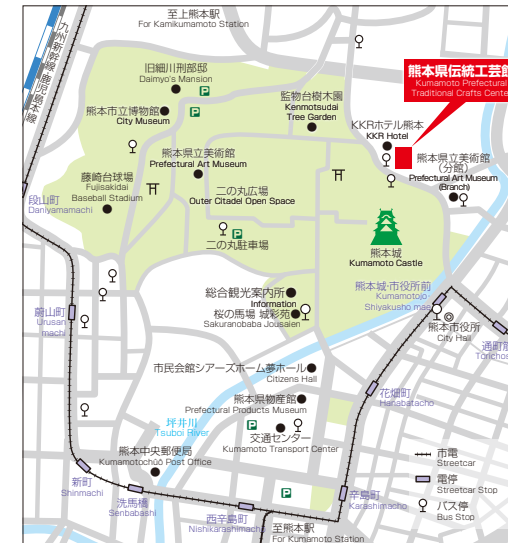 至上熊本駅
For Kamikumamoto Station
九州新幹線・鹿児島本線
旧細川刑部邸
Daimyo's Mansion
P
熊本市立博物館
City Museum
P
監物台樹木園
Kenmotsudai
Tree Garden
熊本県伝統工芸館
Kumamoto Prefectural
Traditional Crafts Center
KKRホテル熊本
KKR Hotel
熊本県立美術館
Prefectural Art Museum
熊本県立美術館
（分館）
Prefectural Art Museum
(Branch)
藤崎台球場
Fujisakidai
Baseball Stadium
段山町
Daniyamamachi
二の丸広場
Outer Citadel Open Space
P
二の丸駐車場
熊本城
Kumamoto Castle
総合観光案内所
Information
桜の馬場 城彩苑
Sakuranobaba Jousaien
熊本城・市役所前
Kumamotojo-
Shiyakusho mae
熊本市役所
City Hall
通町筋
Toricho
蔚山町
Urusan
machi
市民会館シアーズホーム夢ホール
Citizens Hall
花畑町
Hanabatacho
熊本県物産館
Prefectural Products Museum
坪井川
Tsuboi River
交通センター
Kumamoto Transport Center
熊本中央郵便局
Kumamotochūō Post Office
新町
Shinmachi
洗馬橋
Senbabashi
西辛島町
Nishikarashimacho
P
辛島町
Karashimacho
至熊本駅
For Kumamoto Station
市電
Streetcar
電停
Streetcar Stop
バス停
Bus Stop